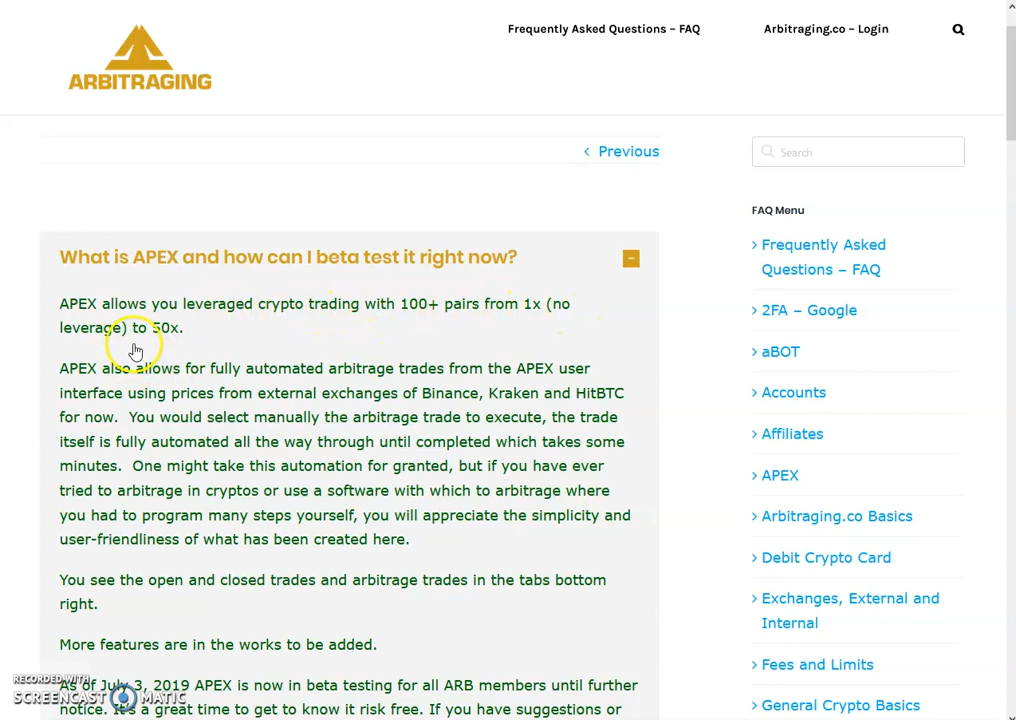 Frequently Asked Questions – FAQ
Arbitraging.co – Login
ARBITRAGING
Previous
Search
What is APEX and how can I beta test it right now?
APEX allows you leveraged crypto trading with 100+ pairs from 1x (no
leverage) to 50x.
APEX also allows for fully automated arbitrage trades from the APEX user
interface using prices from external exchanges of Binance, Kraken and HitBTC
for now. You would select manually the arbitrage trade to execute, the trade
itself is fully automated all the way through until completed which takes some
minutes. One might take this automation for granted, but if you have ever
tried to arbitrage in cryptos or use a software with which to arbitrage where
you had to program many steps yourself, you will appreciate the simplicity and
user-friendliness of what has been created here.
You see the open and closed trades and arbitrage trades in the tabs bottom
right.
More features are in the works to be added.
As of July 3, 2019 APEX is now in beta testing for all ARB members until further
notice. It's a great time to get to know it risk free. If you have suggestions or
FAQ Menu
Frequently Asked
Questions – FAQ
2FA – Google
aBOT
Accounts
Affiliates
APEX
Arbitraging.co Basics
Debit Crypto Card
Exchanges, External and
Internal
Fees and Limits
General Crypto Basics
RECORDED WITH
SCREENCAST MATIC